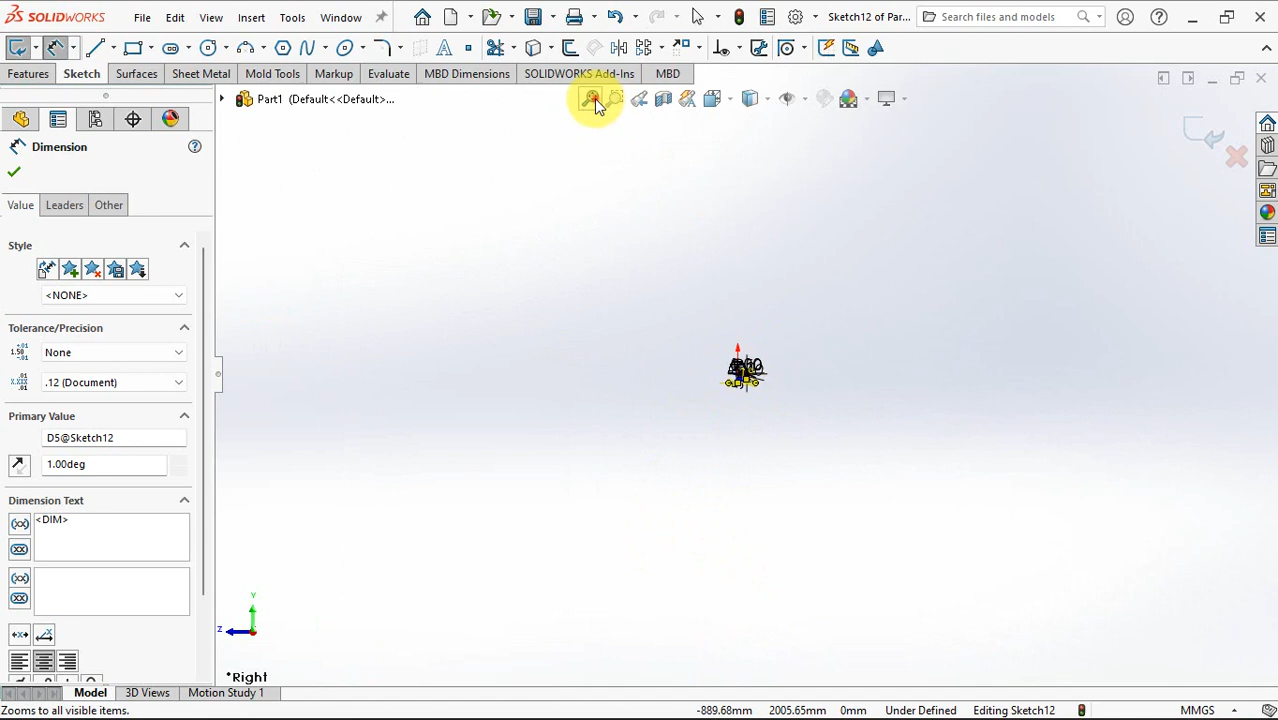 SOLIDWORKS File Edit View Insert Tools Window Sketch12 of Par... Search files and models
Features Sketch Surfaces Sheet Metal Mold Tools Markup Evaluate MBD Dimensions SOLIDWORKS Add-Ins MBD
Part1 (Default<<Default>...
Dimension
Value Leaders Other
Style
<NONE>
Tolerance/Precision
None
.12 (Document)
Primary Value
D5@Sketch12
1.00deg
Dimension Text
<DIM>
Y
Z
*Right
Model 3D Views Motion Study 1
Zooms to all visible items. -889.68mm 2005.65mm 0mm Under Defined Editing Sketch12 MMGS